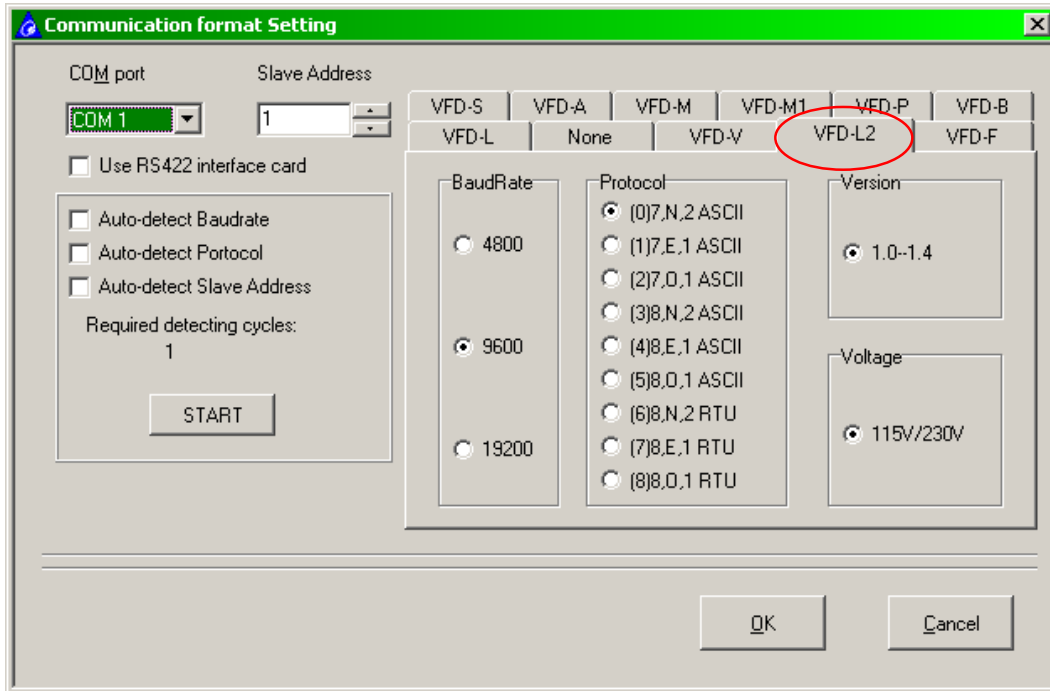 Communication format Setting
COM port
Slave Address
COM 1
1
Use RS422 interface card
Auto-detect Baudrate
Auto-detect Portocol
Auto-detect Slave Address
Required detecting cycles:
1
START
VFD-S VFD-A VFD-M VFD-M1 VFD-P VFD-B
VFD-L None VFD-V VFD-L2 VFD-F
BaudRate
4800
9600
19200
Protocol
(0)7,N,2 ASCII
(1)7,E,1 ASCII
(2)7,O,1 ASCII
(3)8,N,2 ASCII
(4)8,E,1 ASCII
(5)8,O,1 ASCII
(6)8,N,2 RTU
(7)8,E,1 RTU
(8)8,O,1 RTU
Version
1.0--1.4
Voltage
115V/230V
OK
Cancel